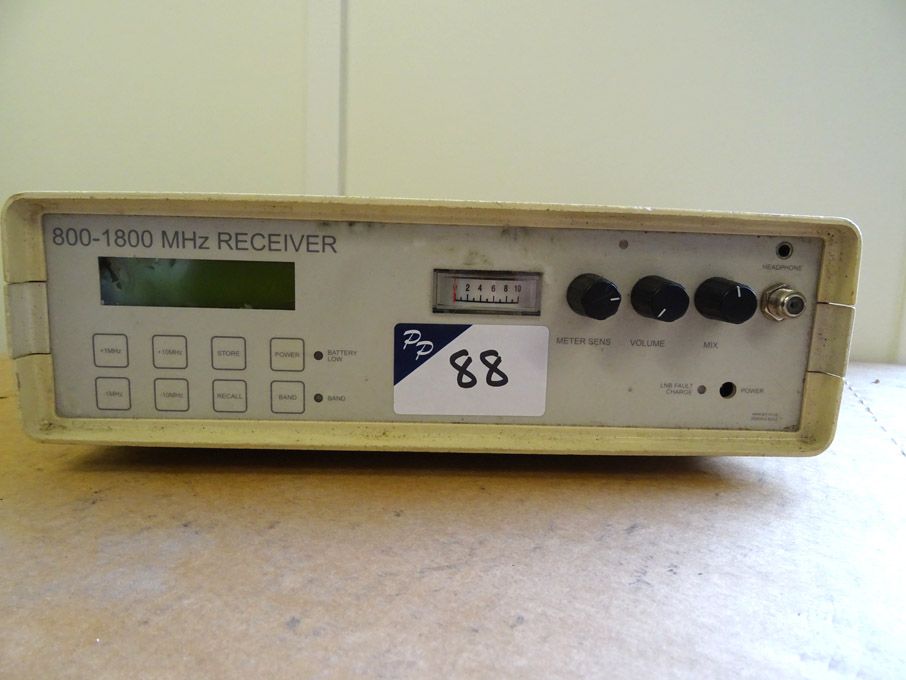 800-1800 MHz RECEIVER
HEADPHONE
0 2 4 6 8 10
METER SENS
VOLUME
MIX
+1MHz
+10MHz
STORE
POWER
BATTERY
LOW
-1MHz
-10MHz
RECALL
BAND
BAND
PP
88
LNB FAULT
CHARGE
POWER